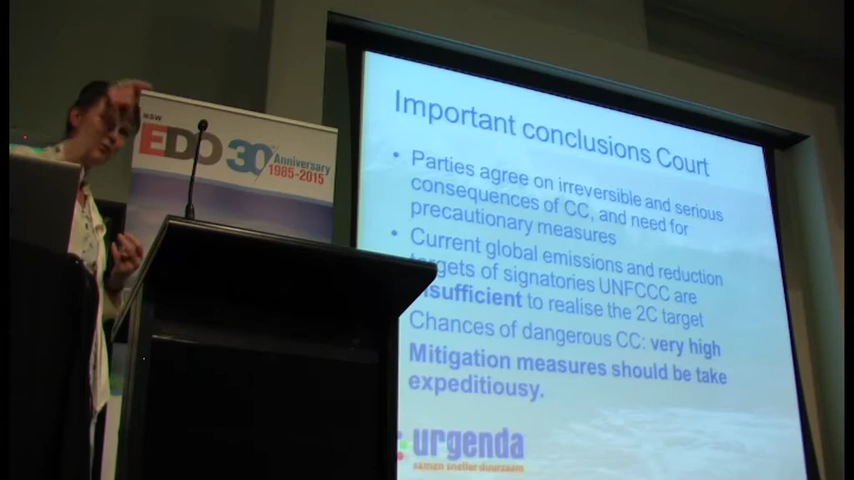 NSW
EDO 30th Anniversary
1985-2015
Important conclusions Court
• Parties agree on irreversible and serious
consequences of CC, and need for
precautionary measures
• Current global emissions and reduction
targets of signatories UNFCCC are
insufficient to realise the 2C target
Chances of dangerous CC: very high
Mitigation measures should be take
expeditiousy.
urgenda
samen sneller duurzaam